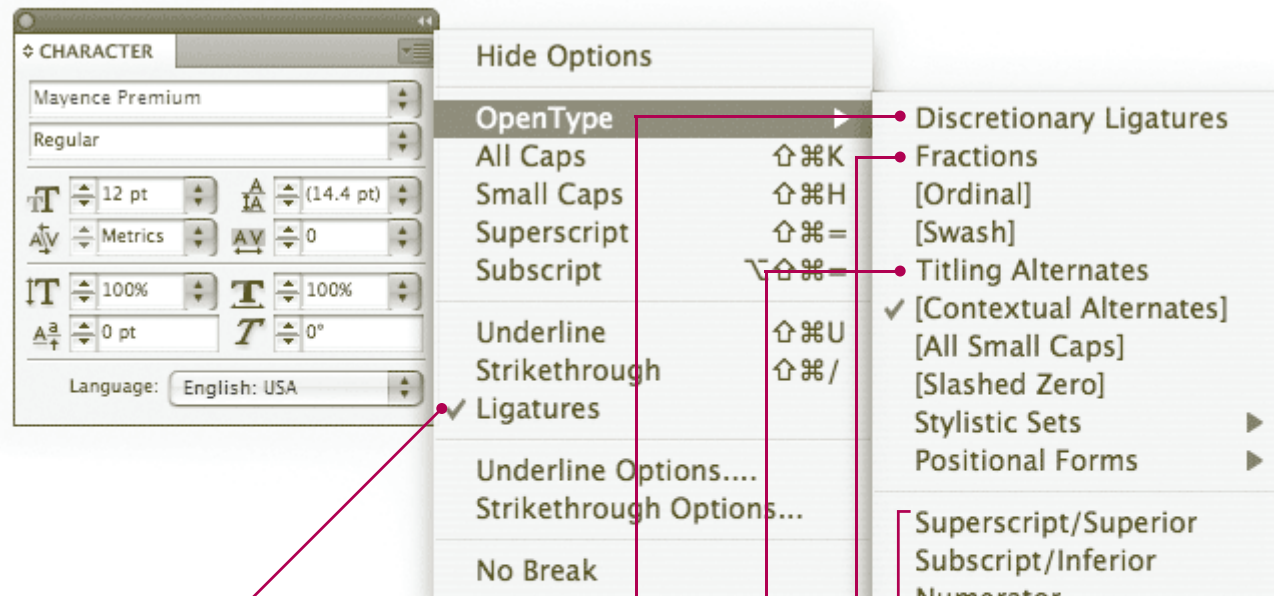 CHARACTER
Mayence Premium
Regular
12 pt
(14.4 pt)
Metrics
0
100%
100%
0 pt
0°
Language: English: USA
Hide Options
OpenType
All Caps ⇧⌘K
Small Caps ⇧⌘H
Superscript ⇧⌘=
Subscript ⌥⇧⌘=
Underline ⇧⌘U
Strikethrough ⇧⌘/
✓ Ligatures
Underline Options....
Strikethrough Options...
No Break
Discretionary Ligatures
Fractions
[Ordinal]
[Swash]
Titling Alternates
✓ [Contextual Alternates]
[All Small Caps]
[Slashed Zero]
Stylistic Sets
Positional Forms
Superscript/Superior
Subscript/Inferior
Numerator